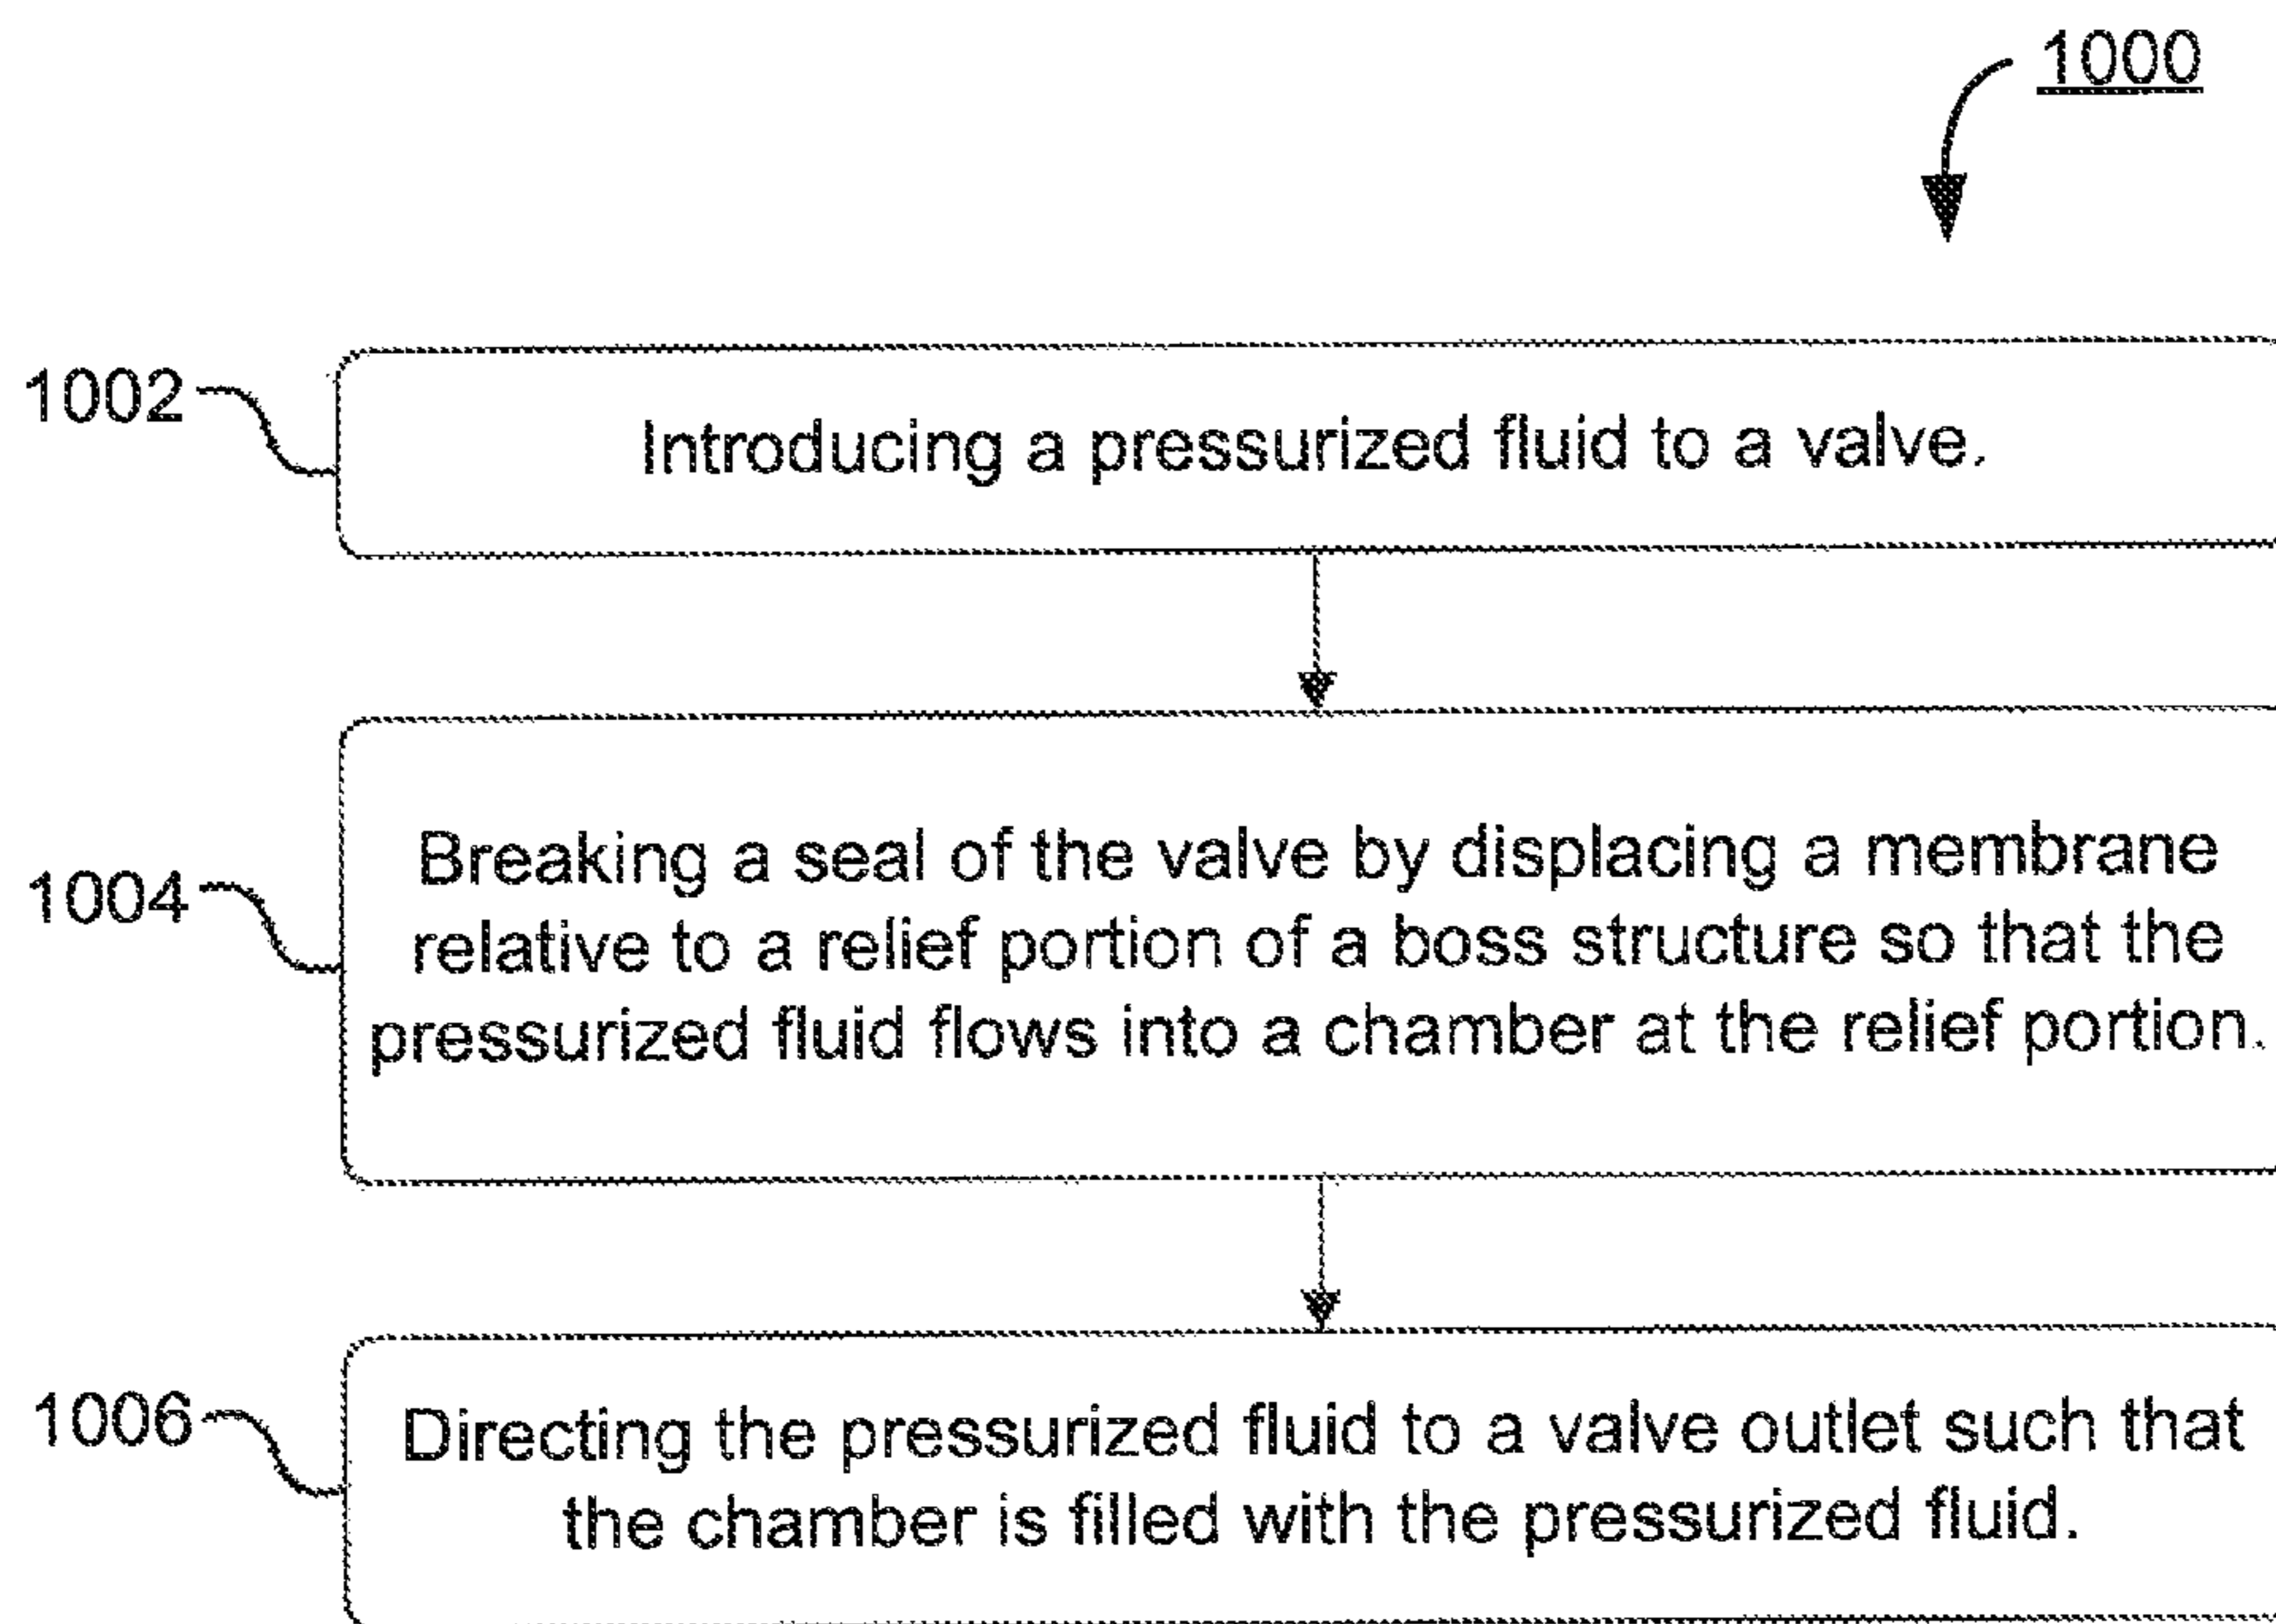 1000
1002
Introducing a pressurized fluid to a valve.
1004
Breaking a seal of the valve by displacing a membrane
relative to a relief portion of a boss structure so that the
pressurized fluid flows into a chamber at the relief portion.
1006
Directing the pressurized fluid to a valve outlet such that
the chamber is filled with the pressurized fluid.